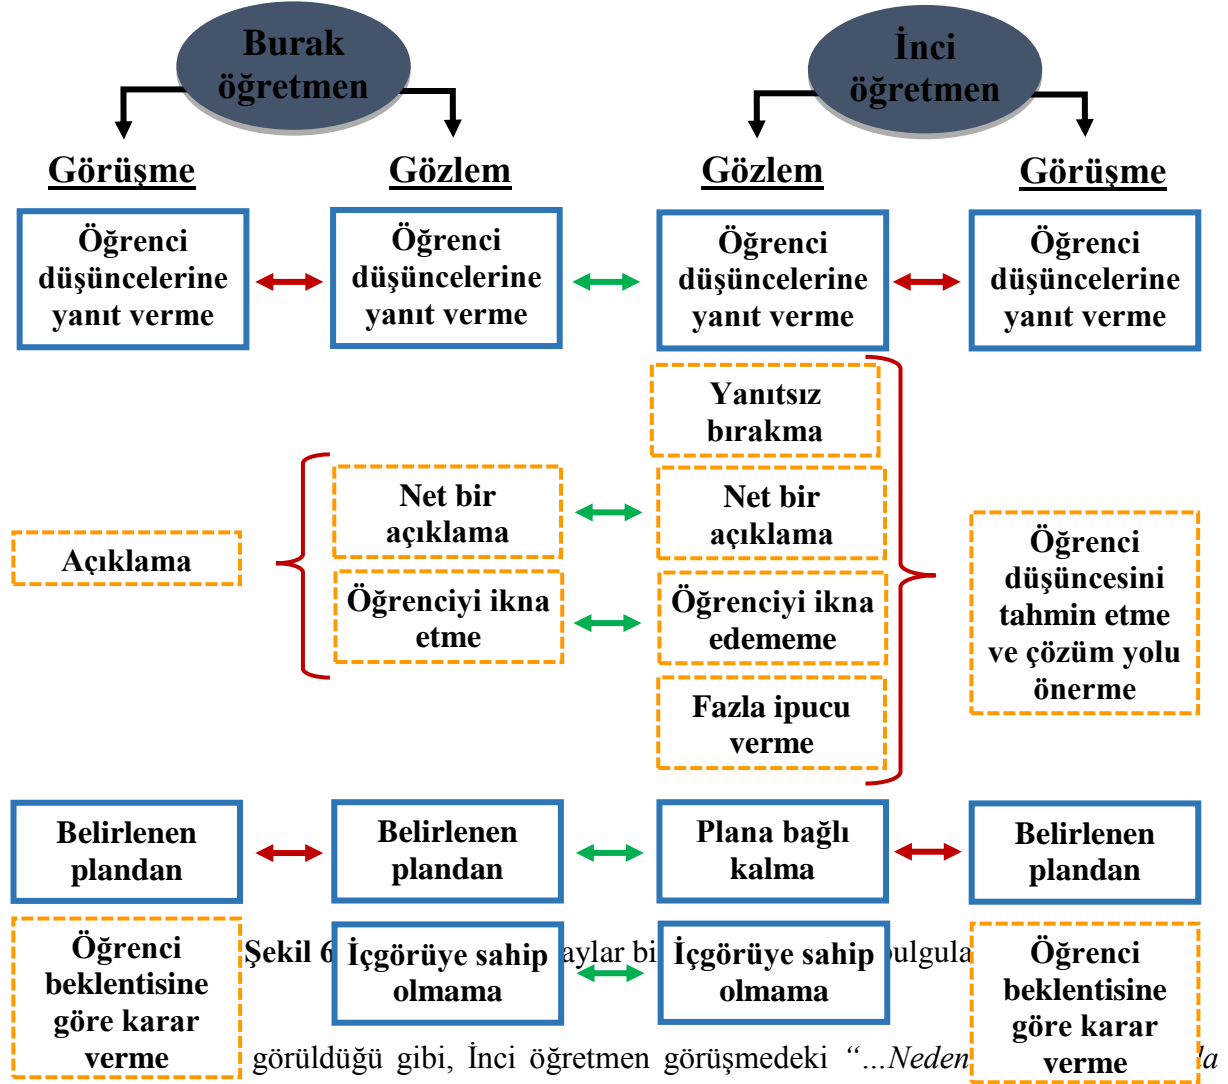 Burak
öğretmen
İnci
öğretmen
Görüşme
Gözlem
Gözlem
Görüşme
Öğrenci
düşüncelerine
yanıt verme
Öğrenci
düşüncelerine
yanıt verme
Öğrenci
düşüncelerine
yanıt verme
Öğrenci
düşüncelerine
yanıt verme
Yanıtsız
bırakma
Açıklama
Net bir
açıklama
Net bir
açıklama
Öğrenciyi ikna
etme
Öğrenciyi ikna
edememe
Fazla ipucu
verme
Öğrenci
düşüncesini
tahmin etme
ve çözüm yolu
önerme
Belirlenen
plandan
Belirlenen
plandan
Plana bağlı
kalma
Belirlenen
plandan
Öğrenci
beklentisine
göre karar
verme
İçgörüye sahip
olmama
İçgörüye sahip
olmama
Öğrenci
beklentisine
göre karar
verme
Şekil 6
görüldüğü gibi, İnci öğretmen görüşmedeki “...Neden